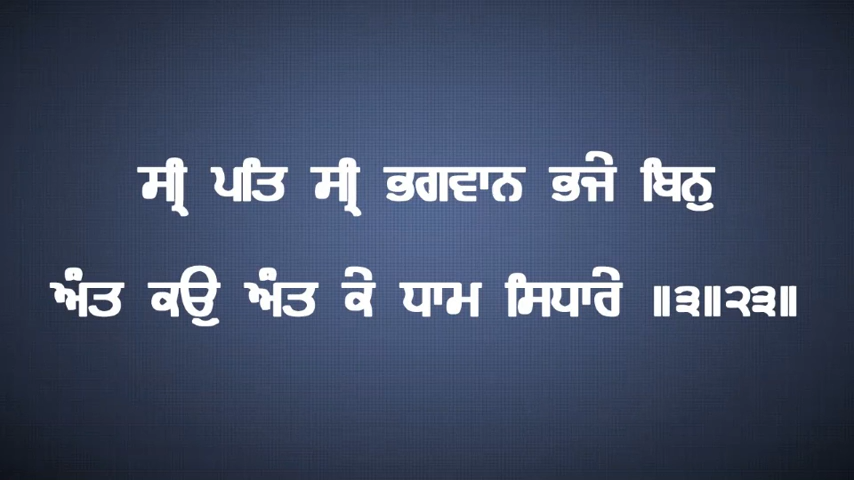 ਸ੍ਰੀ ਪਤਿ ਸ੍ਰੀ ਭਗਵਾਨ ਭਜੇ ਬਿਨੁ
ਅੰਤ ਕਉ ਅੰਤ ਕੇ ਧਾਮ ਸਿਧਾਰੇ ॥੩॥੨੩॥